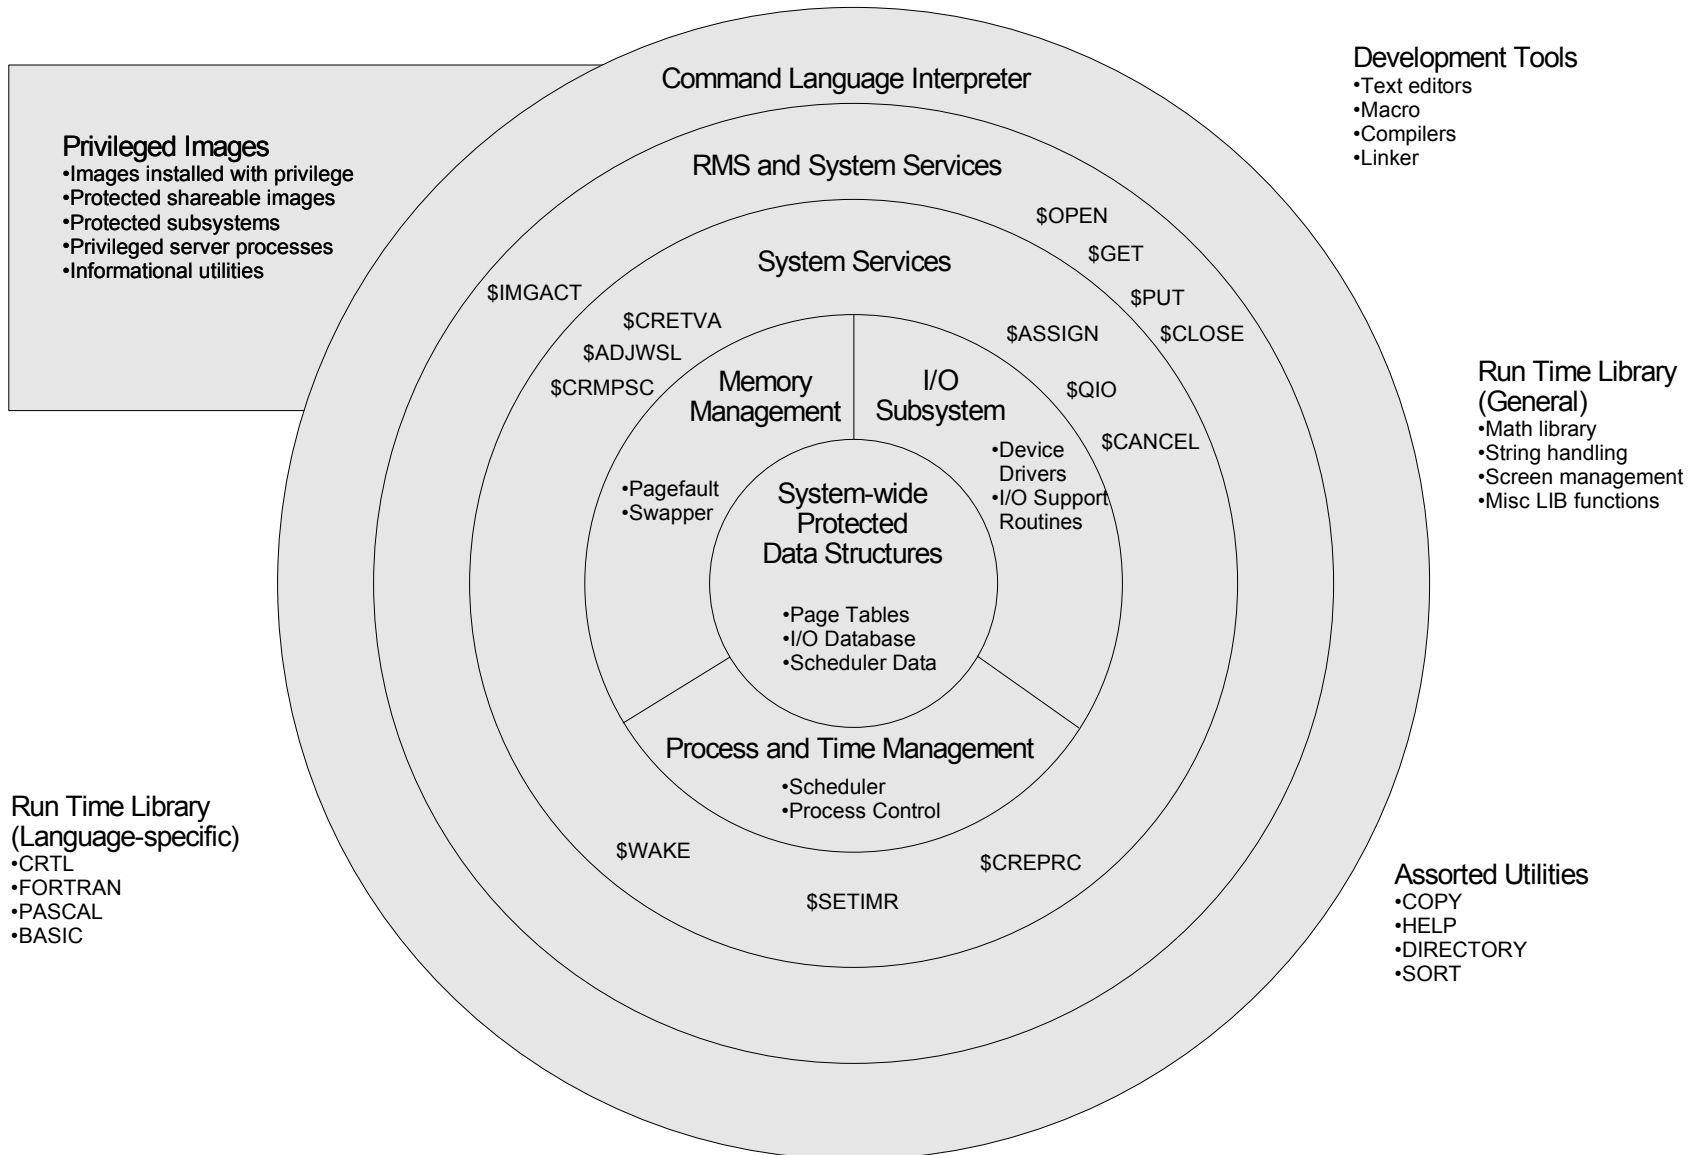 Command Language Interpreter
Privileged Images
•Images installed with privilege
•Protected shareable images
•Protected subsystems
•Privileged server processes
•Informational utilities
Development Tools
•Text editors
•Macro
•Compilers
•Linker
RMS and System Services
$OPEN
$GET
$PUT
$CLOSE
$IMGACT
System Services
$CRETVA
$ADJWSL
$CRMPSC
$ASSIGN
$QIO
$CANCEL
Memory
Management
•Pagefault
•Swapper
I/O
Subsystem
•Device
Drivers
•I/O Support
Routines
System-wide
Protected
Data Structures
•Page Tables
•I/O Database
•Scheduler Data
Process and Time Management
•Scheduler
•Process Control
$WAKE
$SETIMR
$CREPRC
Run Time Library
(General)
•Math library
•String handling
•Screen management
•Misc LIB functions
Run Time Library
(Language-specific)
•CRTL
•FORTRAN
•PASCAL
•BASIC
Assorted Utilities
•COPY
•HELP
•DIRECTORY
•SORT